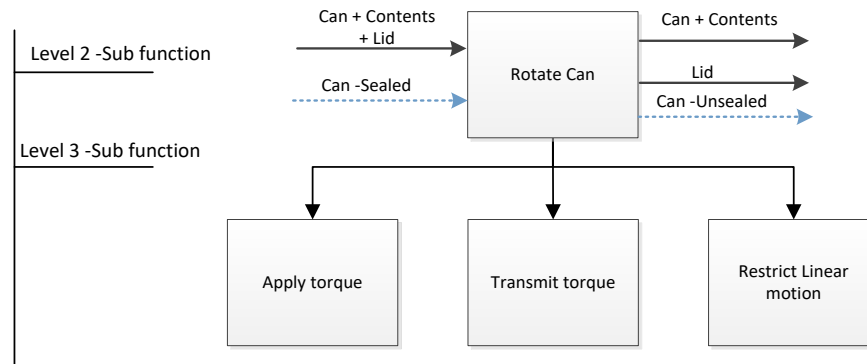 Can + Contents
+ Lid
Can + Contents
Level 2 -Sub function
Rotate Can
Lid
Can -Sealed
Can -Unsealed
Level 3 -Sub function
Apply torque
Transmit torque
Restrict Linear
motion